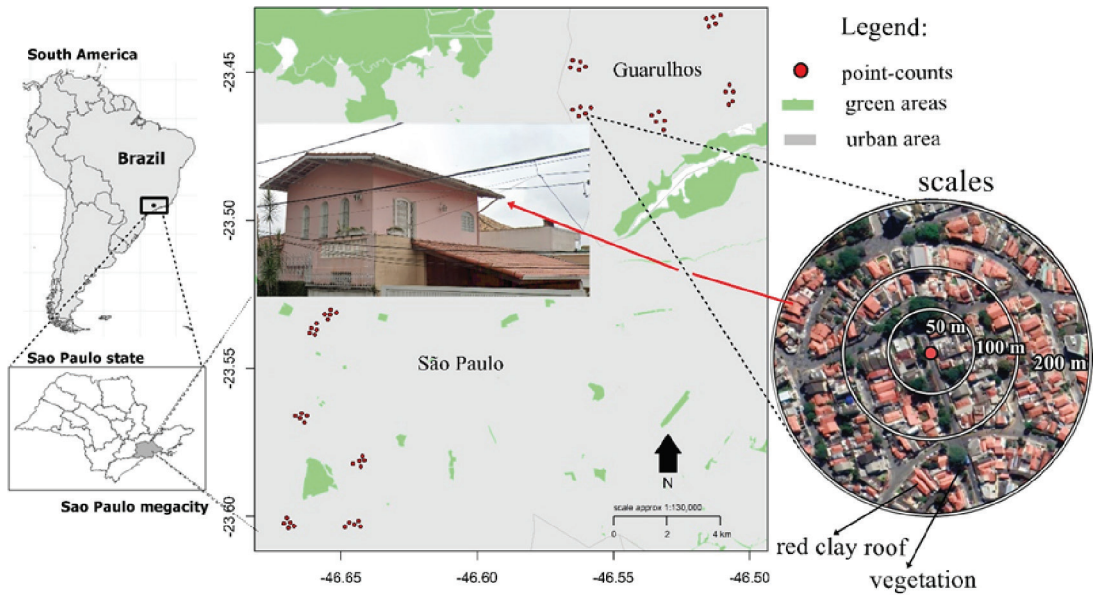 South America
Brazil
Sao Paulo state
Sao Paulo megacity
-23.45
-23.50
-23.55
-23.60
Guarulhos
São Paulo
N
scale approx 1:130,000
0 2 4 km
-46.65 -46.60 -46.55 -46.50
Legend:
point-counts
green areas
urban area
scales
50 m
100 m
200 m
red clay roof
vegetation